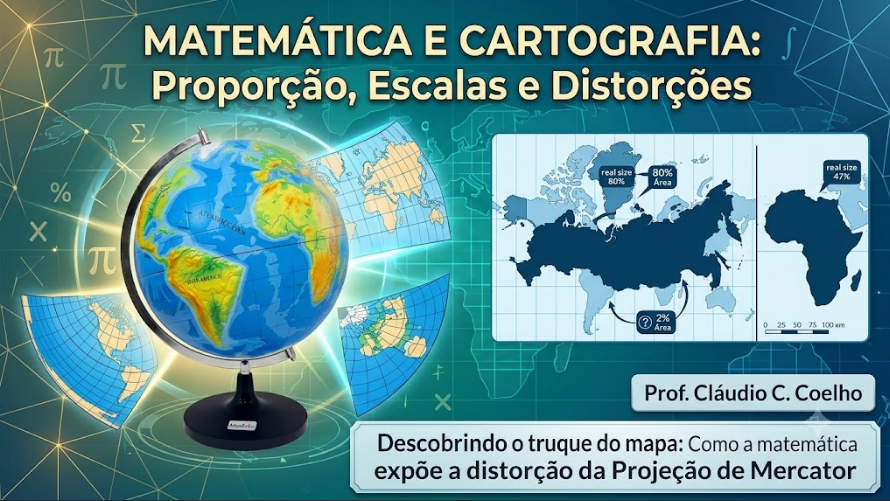 MATEMÁTICA E CARTOGRAFIA:
Proporção, Escalas e Distorções
π
π
Σ
%
X
π
∫
X
real size
80%
80%
Área
real size
47%
? 2%
Área
0 25 50 75 100 km
Prof. Cláudio C. Coelho
Descobrindo o truque do mapa: Como a matemática
expõe a distorção da Projeção de Mercator